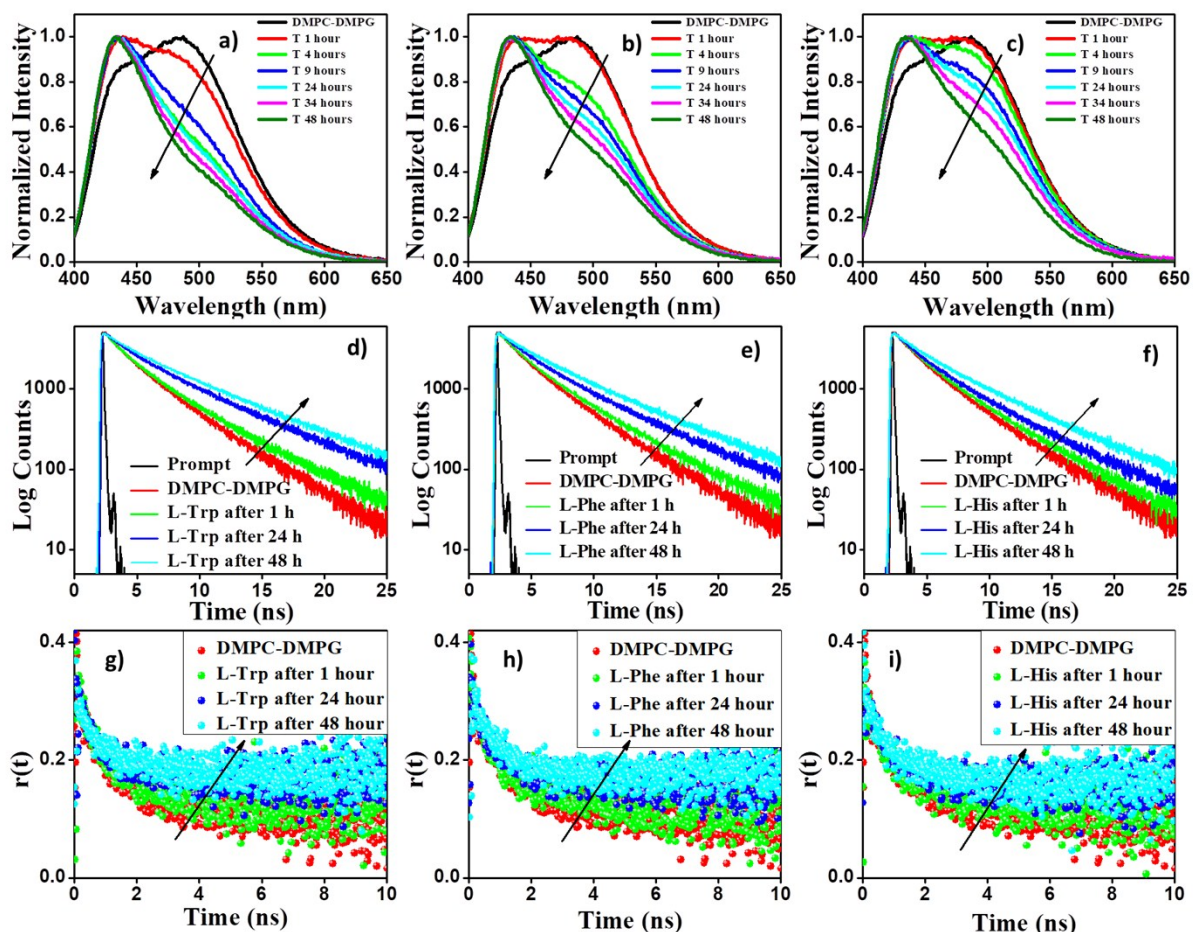 a)
DMPC-DMPG
T 1 hour
T 4 hours
T 9 hours
T 24 hours
T 34 hours
T 48 hours
1.0
0.8
0.6
0.4
0.2
0.0
Normalized Intensity
400 450 500 550 600 650
Wavelength (nm)
b)
DMPC-DMPG
T 1 hour
T 4 hours
T 9 hours
T 24 hours
T 34 hours
T 48 hours
1.0
0.8
0.6
0.4
0.2
0.0
Normalized Intensity
400 450 500 550 600 650
Wavelength (nm)
c)
DMPC-DMPG
T 1 hour
T 4 hours
T 9 hours
T 24 hours
T 34 hours
T 48 hours
1.0
0.8
0.6
0.4
0.2
0.0
Normalized Intensity
400 450 500 550 600 650
Wavelength (nm)
d)
1000
100
10
Log Counts
Prompt
DMPC-DMPG
L-Trp after 1 h
L-Trp after 24 h
L-Trp after 48 h
0 5 10 15 20 25
Time (ns)
e)
1000
100
10
Log Counts
Prompt
DMPC-DMPG
L-Phe after 1 h
L-Phe after 24 h
L-Phe after 48 h
0 5 10 15 20 25
Time (ns)
f)
1000
100
10
Log Counts
Prompt
DMPC-DMPG
L-His after 1 h
L-His after 24 h
L-His after 48 h
0 5 10 15 20 25
Time (ns)
g)
DMPC-DMPG
L-Trp after 1 hour
L-Trp after 24 hour
L-Trp after 48 hour
0.4
0.2
0.0
r(t)
0 2 4 6 8 10
Time (ns)
h)
DMPC-DMPG
L-Phe after 1 hour
L-Phe after 24 hour
L-Phe after 48 hour
0.4
0.2
0.0
r(t)
0 2 4 6 8 10
Time (ns)
i)
DMPC-DMPG
L-His after 1 hour
L-His after 24 hour
L-His after 48 hour
0.4
0.2
0.0
r(t)
0 2 4 6 8 10
Time (ns)